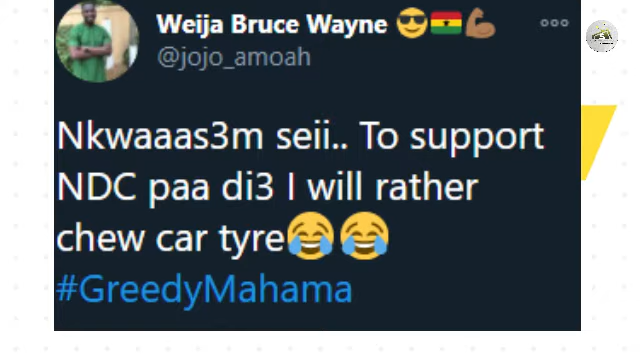 Weija Bruce Wayne 😎🇬🇭💪🏾
@jojo_amoah
Nkwaaas3m seii.. To support
NDC paa di3 I will rather
chew car tyre😂😂
#GreedyMahama